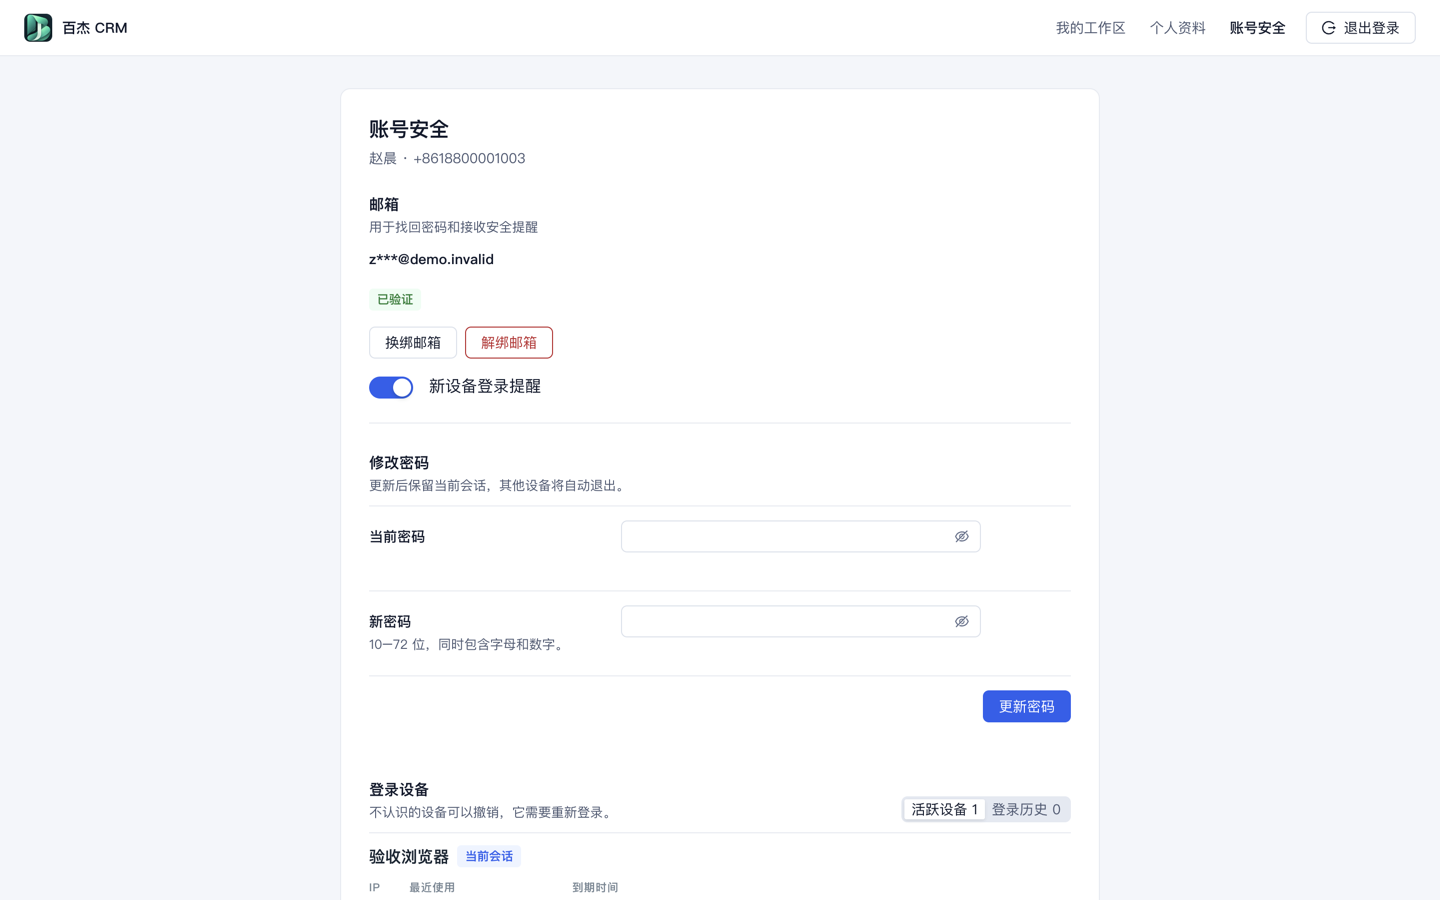 百杰 CRM
我的工作区
个人资料
账号安全
退出登录
账号安全
赵晨 · +8618800001003
邮箱
用于找回密码和接收安全提醒
z***@demo.invalid
已验证
换绑邮箱
解绑邮箱
新设备登录提醒
修改密码
更新后保留当前会话，其他设备将自动退出。
当前密码
新密码
10–72 位，同时包含字母和数字。
更新密码
登录设备
不认识的设备可以撤销，它需要重新登录。
活跃设备 1
登录历史 0
验收浏览器
当前会话
IP
最近使用
到期时间